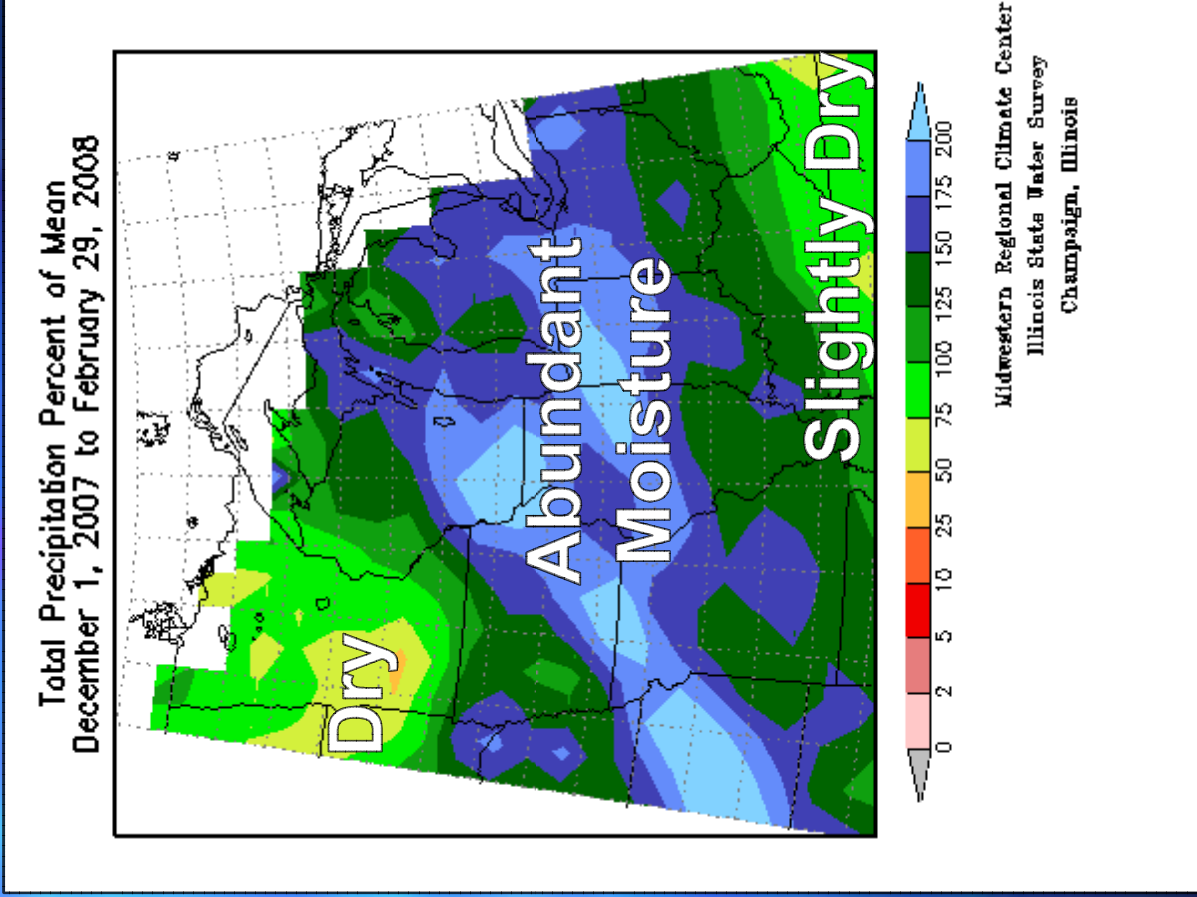 Total Precipitation Percent of Mean
December 1, 2007 to February 29, 2008
Dry
Abundant
Moisture
Slightly Dry
0 2 5 10 25 50 75 100 125 150 175 200
Midwestern Regional Climate Center
Illinois State Water Survey
Champaign, Illinois